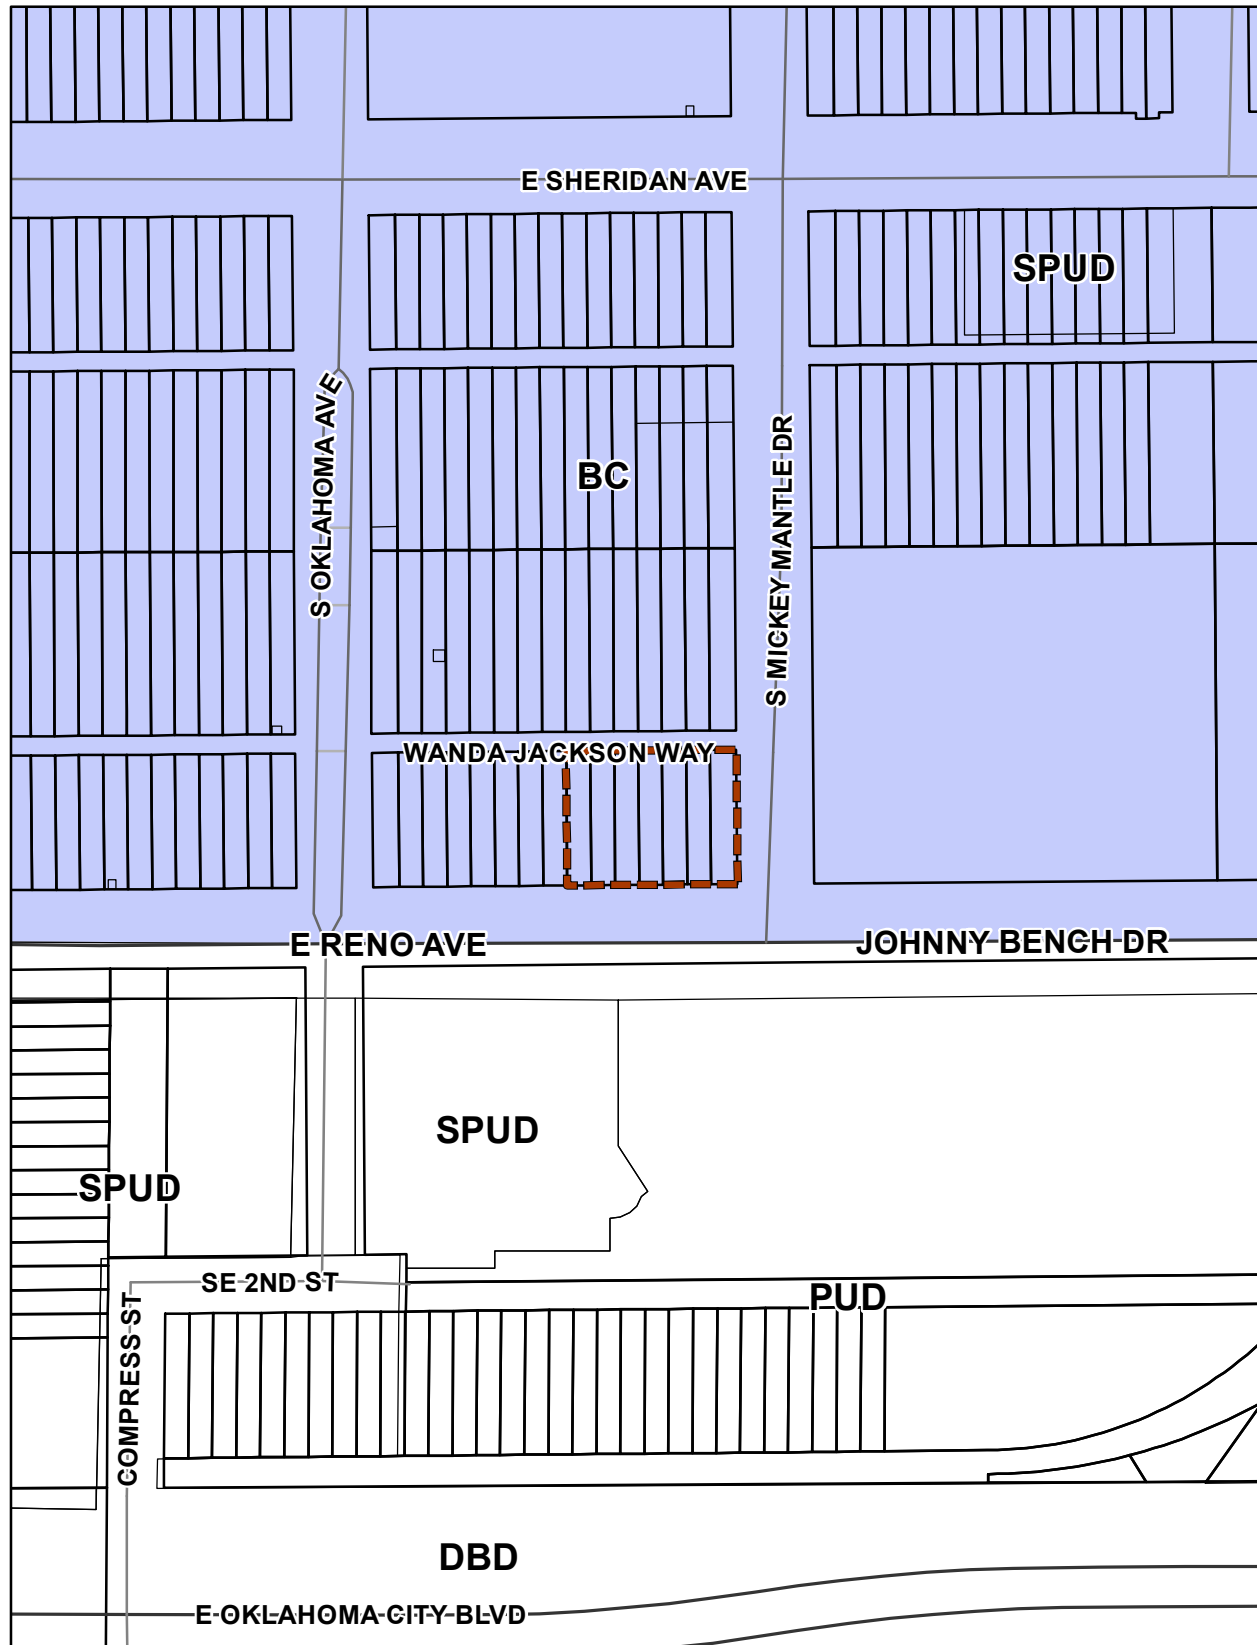 E SHERIDAN AVE
SPUD
S OKLAHOMA AVE
BC
S MICKEY MANTLE DR
WANDA JACKSON WAY
E RENO AVE
JOHNNY BENCH DR
SPUD
SPUD
SE 2ND ST
PUD
COMPRESS ST
DBD
E OKLAHOMA CITY BLVD